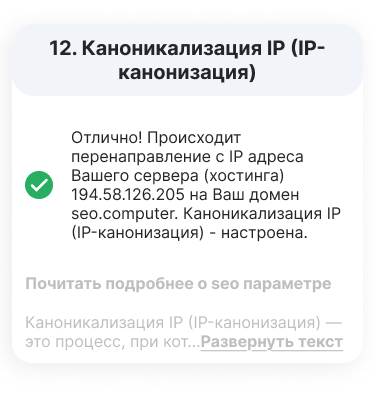 12. Каноникализация IP (IP-
канонизация)
Отлично! Происходит
перенаправление с IP адреса
Вашего сервера (хостинга)
194.58.126.205 на Ваш домен
seo.computer. Каноникализация IP
(IP-канонизация) - настроена.
Почитать подробнее о seo параметре
Каноникализация IP (IP-канонизация) —
это процесс, при кот...Развернуть текст